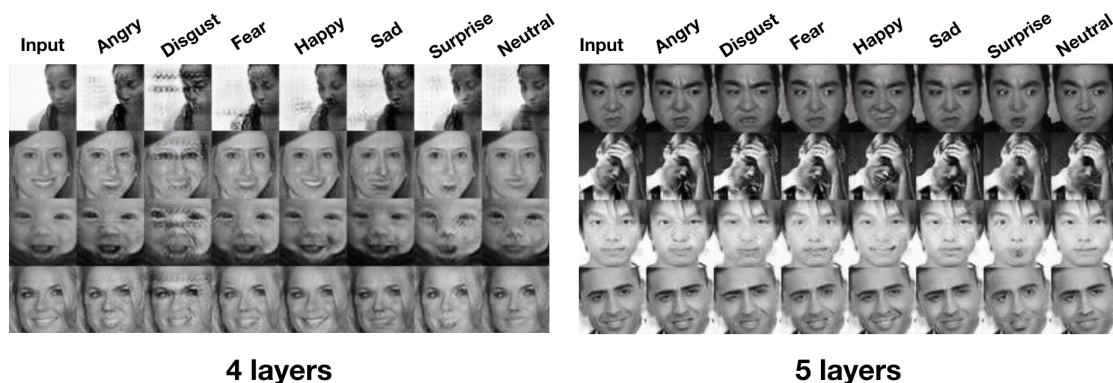 Input Angry Disgust Fear Happy Sad Surprise Neutral
Input Angry Disgust Fear Happy Sad Surprise Neutral
4 layers
5 layers